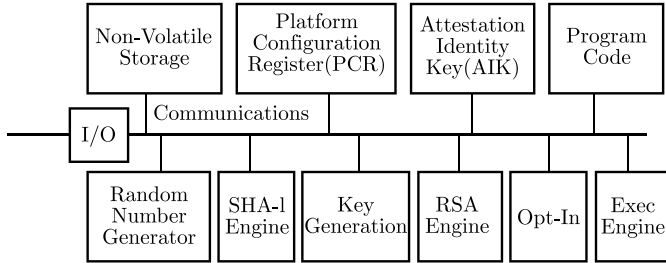 Non-Volatile
Storage
Platform
Configuration
Register(PCR)
Attestation
Identity
Key(AIK)
Program
Code
Communications
I/O
Random
Number
Generator
SHA-l
Engine
Key
Generation
RSA
Engine
Opt-In
Exec
Engine